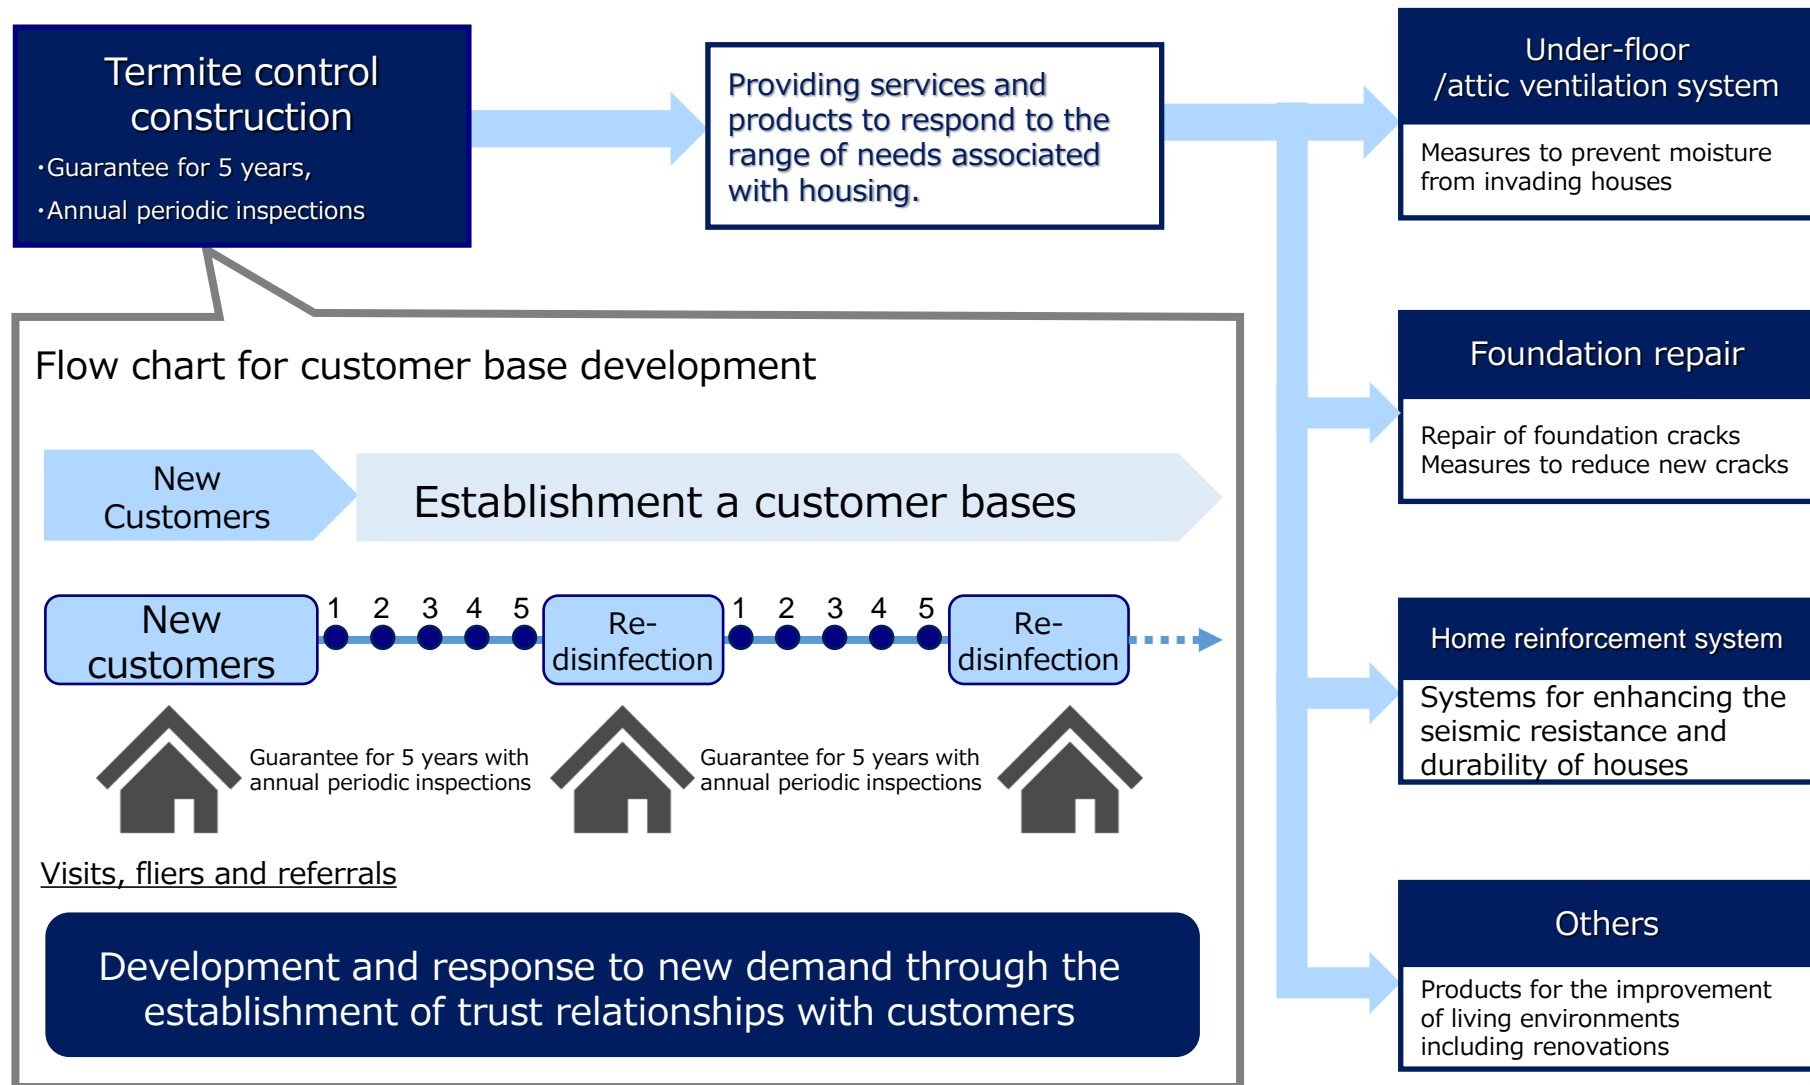 Termite control
construction
・Guarantee for 5 years,
・Annual periodic inspections
Providing services and
products to respond to the
range of needs associated
with housing.
Under-floor
/attic ventilation system
Measures to prevent moisture
from invading houses
Foundation repair
Repair of foundation cracks
Measures to reduce new cracks
Home reinforcement system
Systems for enhancing the
seismic resistance and
durability of houses
Others
Products for the improvement
of living environments
including renovations
Flow chart for customer base development
New
Customers
Establishment a customer bases
New
customers
1 2 3 4 5
Re-
disinfection
1 2 3 4 5
Re-
disinfection
Guarantee for 5 years with
annual periodic inspections
Guarantee for 5 years with
annual periodic inspections
Visits, fliers and referrals
Development and response to new demand through the
establishment of trust relationships with customers